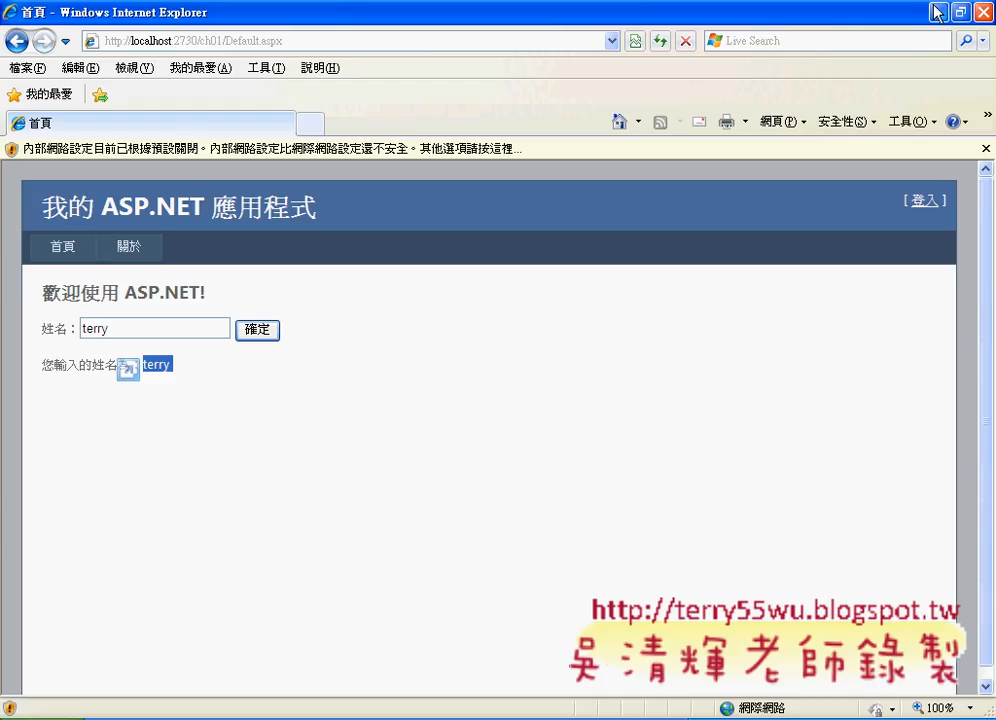 首頁 - Windows Internet Explorer
http://localhost:2730/ch01/Default.aspx
Live Search
檔案(F) 編輯(E) 檢視(V) 我的最愛(A) 工具(T) 說明(H)
我的最愛
首頁
網頁(P) 安全性(S) 工具(O) »
內部網路設定目前已根據預設關閉。內部網路設定比網際網路設定還不安全。其他選項請按這裡...
我的 ASP.NET 應用程式
[ 登入 ]
首頁 關於
歡迎使用 ASP.NET!
姓名：terry 確定
您輸入的姓名 terry
http://terry55wu.blogspot.tw
吳清輝老師錄製
網際網路 100%